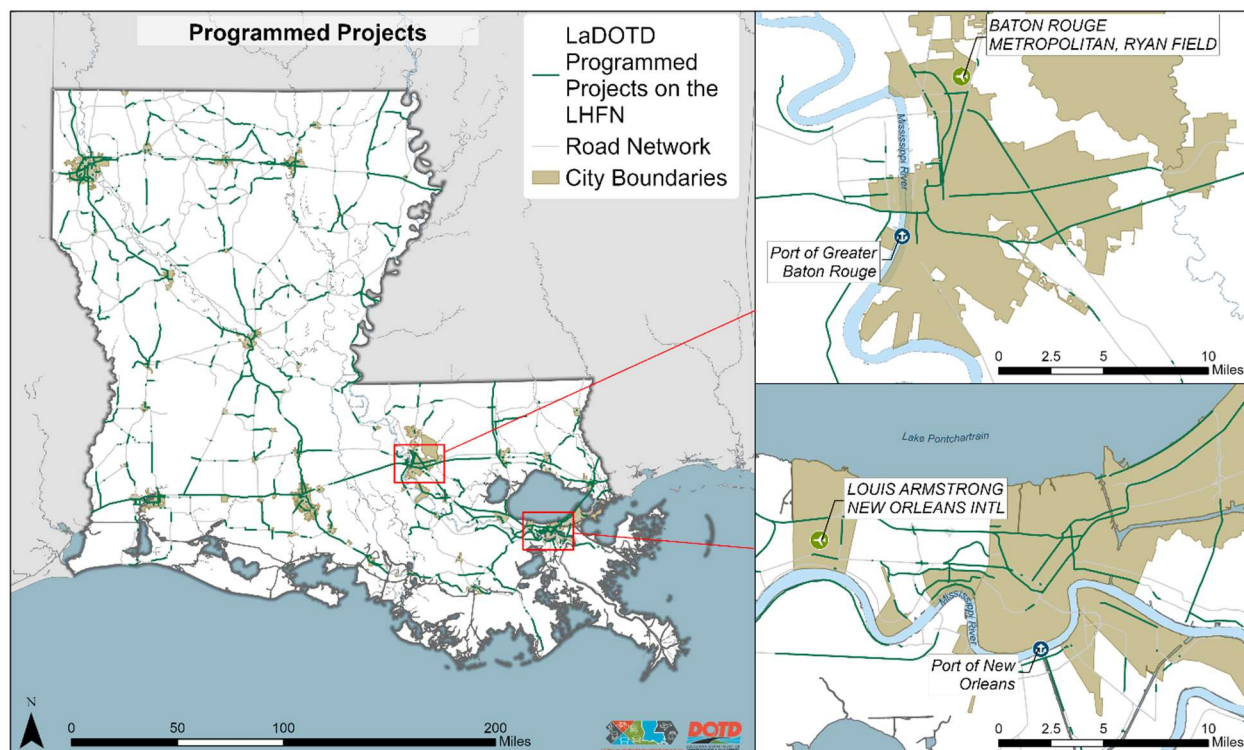 Programmed Projects
LaDOTD
Programmed
Projects on the
LHFN
Road Network
City Boundaries
N
0 50 100 200
Miles
DOTD
BATON ROUGE
METROPOLITAN, RYAN FIELD
Mississippi River
Port of Greater
Baton Rouge
0 2.5 5 10
Miles
Lake Pontchartrain
LOUIS ARMSTRONG
NEW ORLEANS INTL
Mississippi River
Port of New
Orleans
0 2.5 5 10
Miles